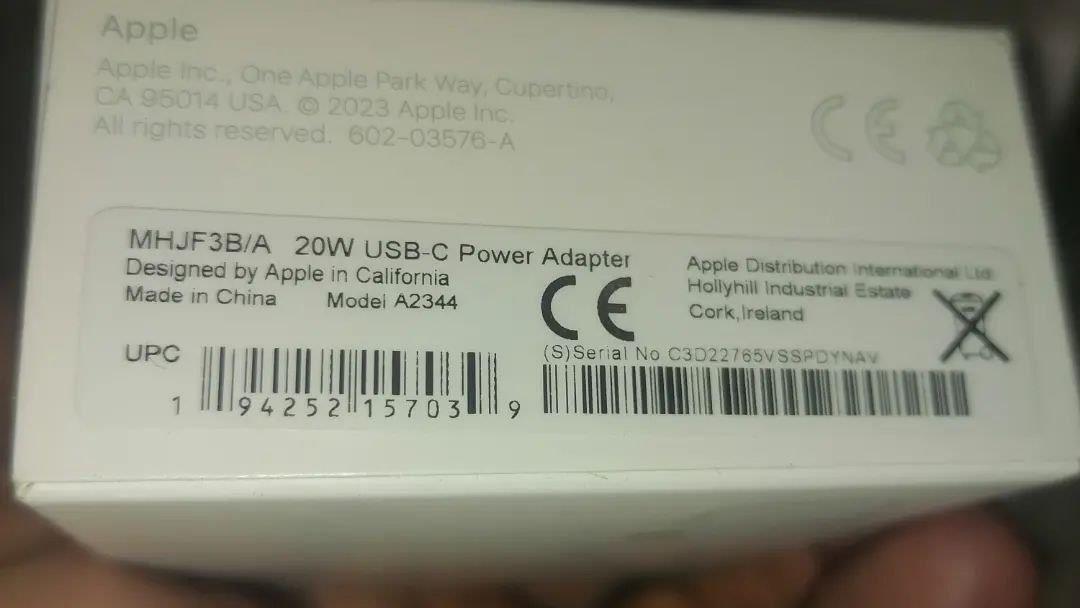 Apple
Apple Inc., One Apple Park Way, Cupertino,
CA 95014 USA. © 2023 Apple Inc.
All rights reserved. 602-03576-A
CE
MHJF3B/A 20W USB-C Power Adapter
Designed by Apple in California
Made in China Model A2344
CE
Apple Distribution International Ltd
Hollyhill Industrial Estate
Cork,Ireland
UPC
1 94252 15703 9
(S)Serial No C3D22765VSSPDYNAV